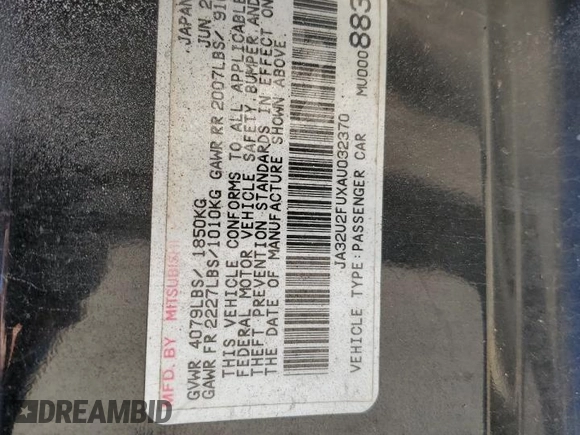 MFD. BY MITSUBISHI
JAPAN
GVWR 4079LBS/ 1850KG JUN 2
GAWR FR 2227LBS/1010KG GAWR RR 2007LBS/ 910
THIS VEHICLE CONFORMS TO ALL APPLICABLE
FEDERAL MOTOR VEHICLE SAFETY, BUMPER AND
THEFT PREVENTION STANDARDS IN EFFECT ON
THE DATE OF MANUFACTURE SHOWN ABOVE.
JA32U2FUXAU032370
VEHICLE TYPE:PASSENGER CAR MU000883
DREAMBID